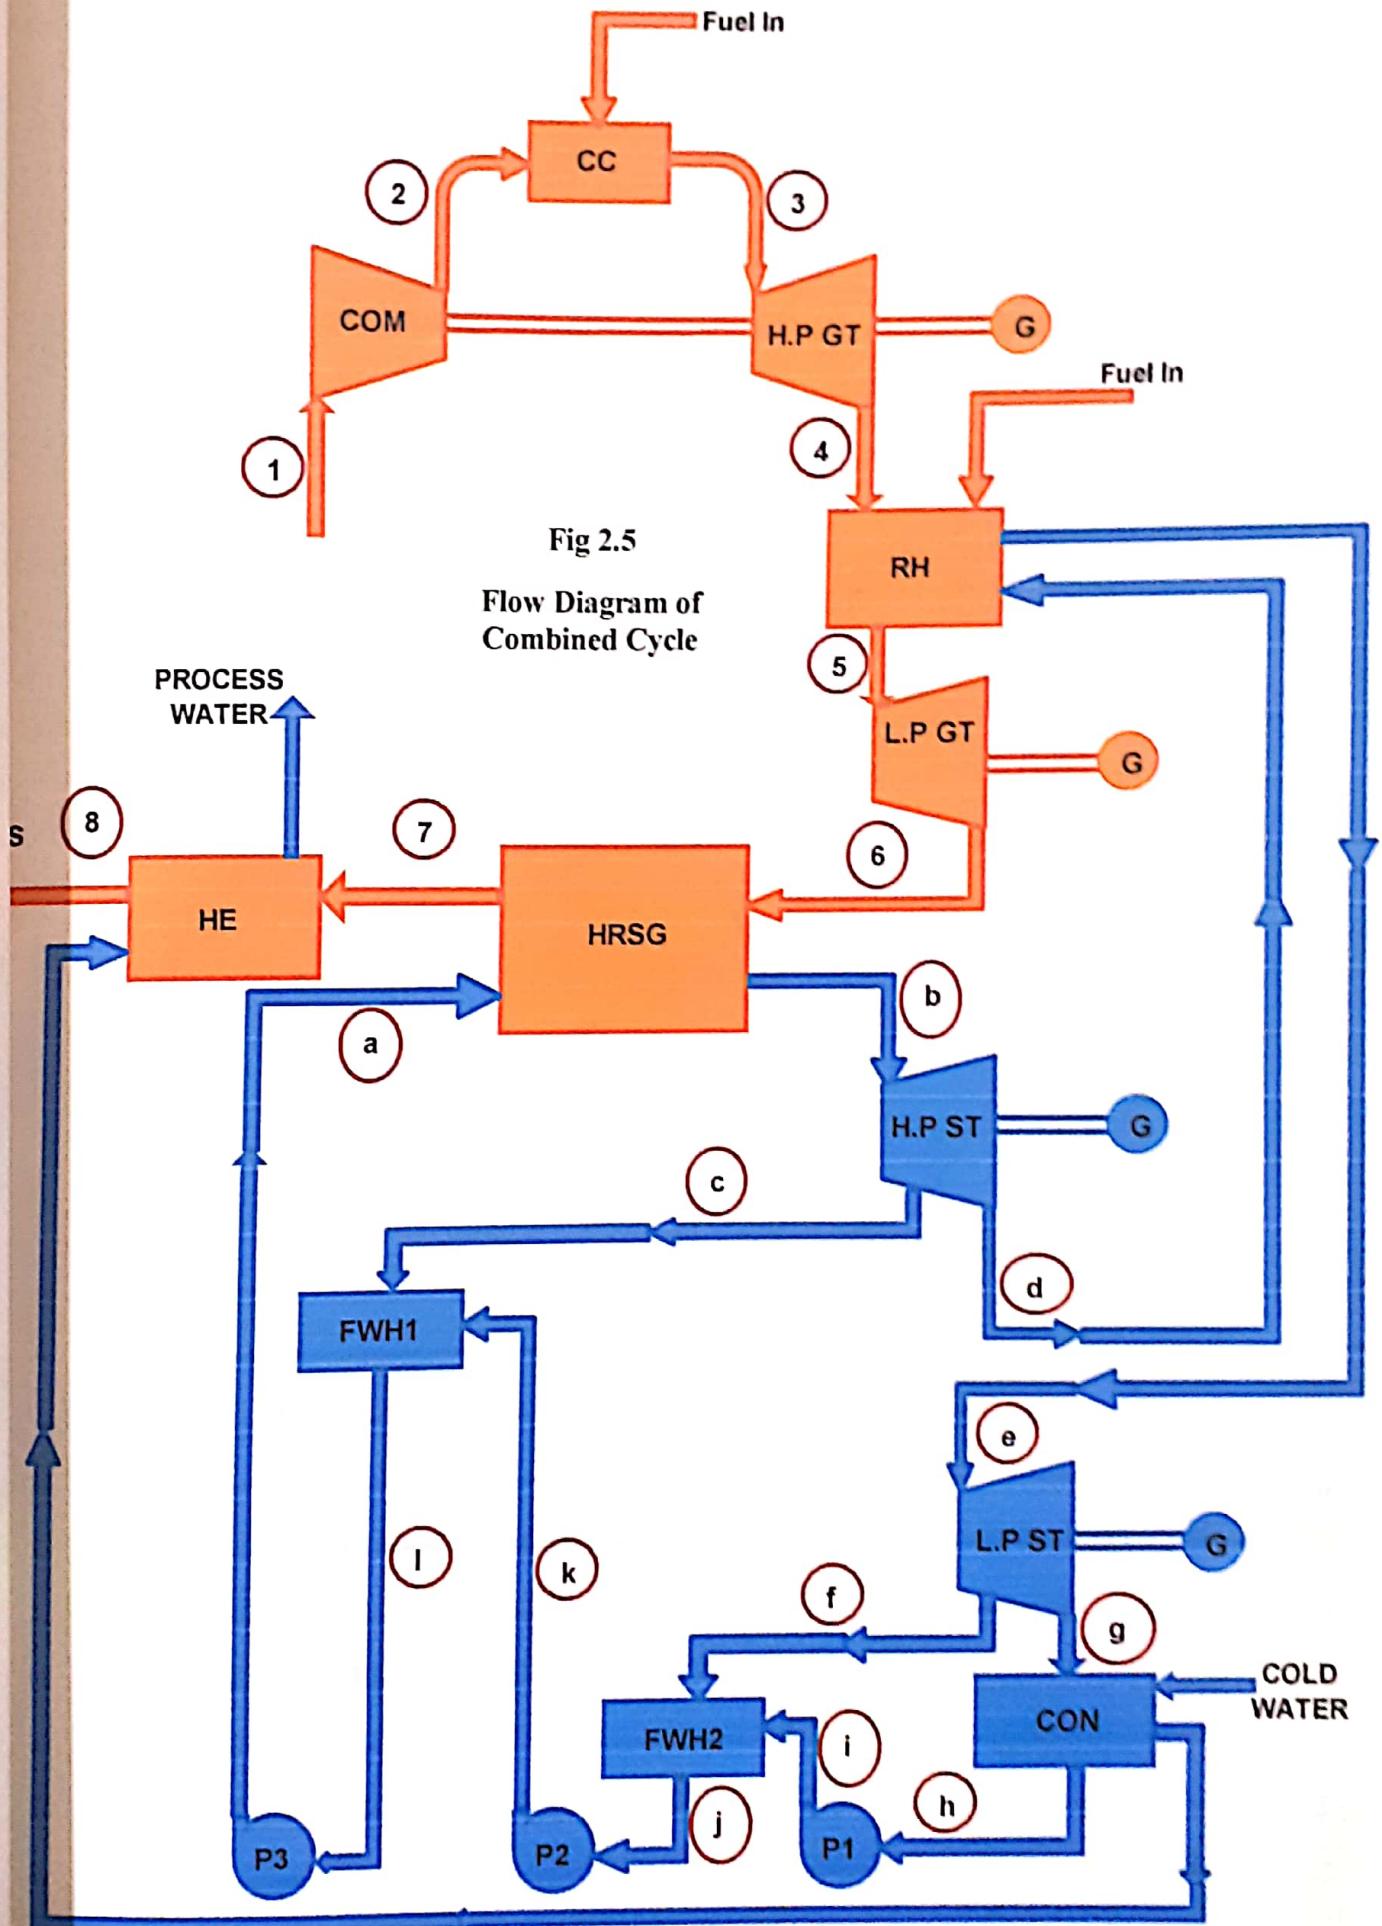 Fuel In
CC
2
3
COM
H.P GT
G
Fuel In
1
4
Fig 2.5
Flow Diagram of
Combined Cycle
RH
5
PROCESS
WATER
L.P GT
G
S
8
7
6
HE
HRSG
a
b
H.P ST
G
c
d
FWH1
e
L.P ST
G
l
k
f
g
COLD
WATER
CON
FWH2
i
h
j
P3
P2
P1